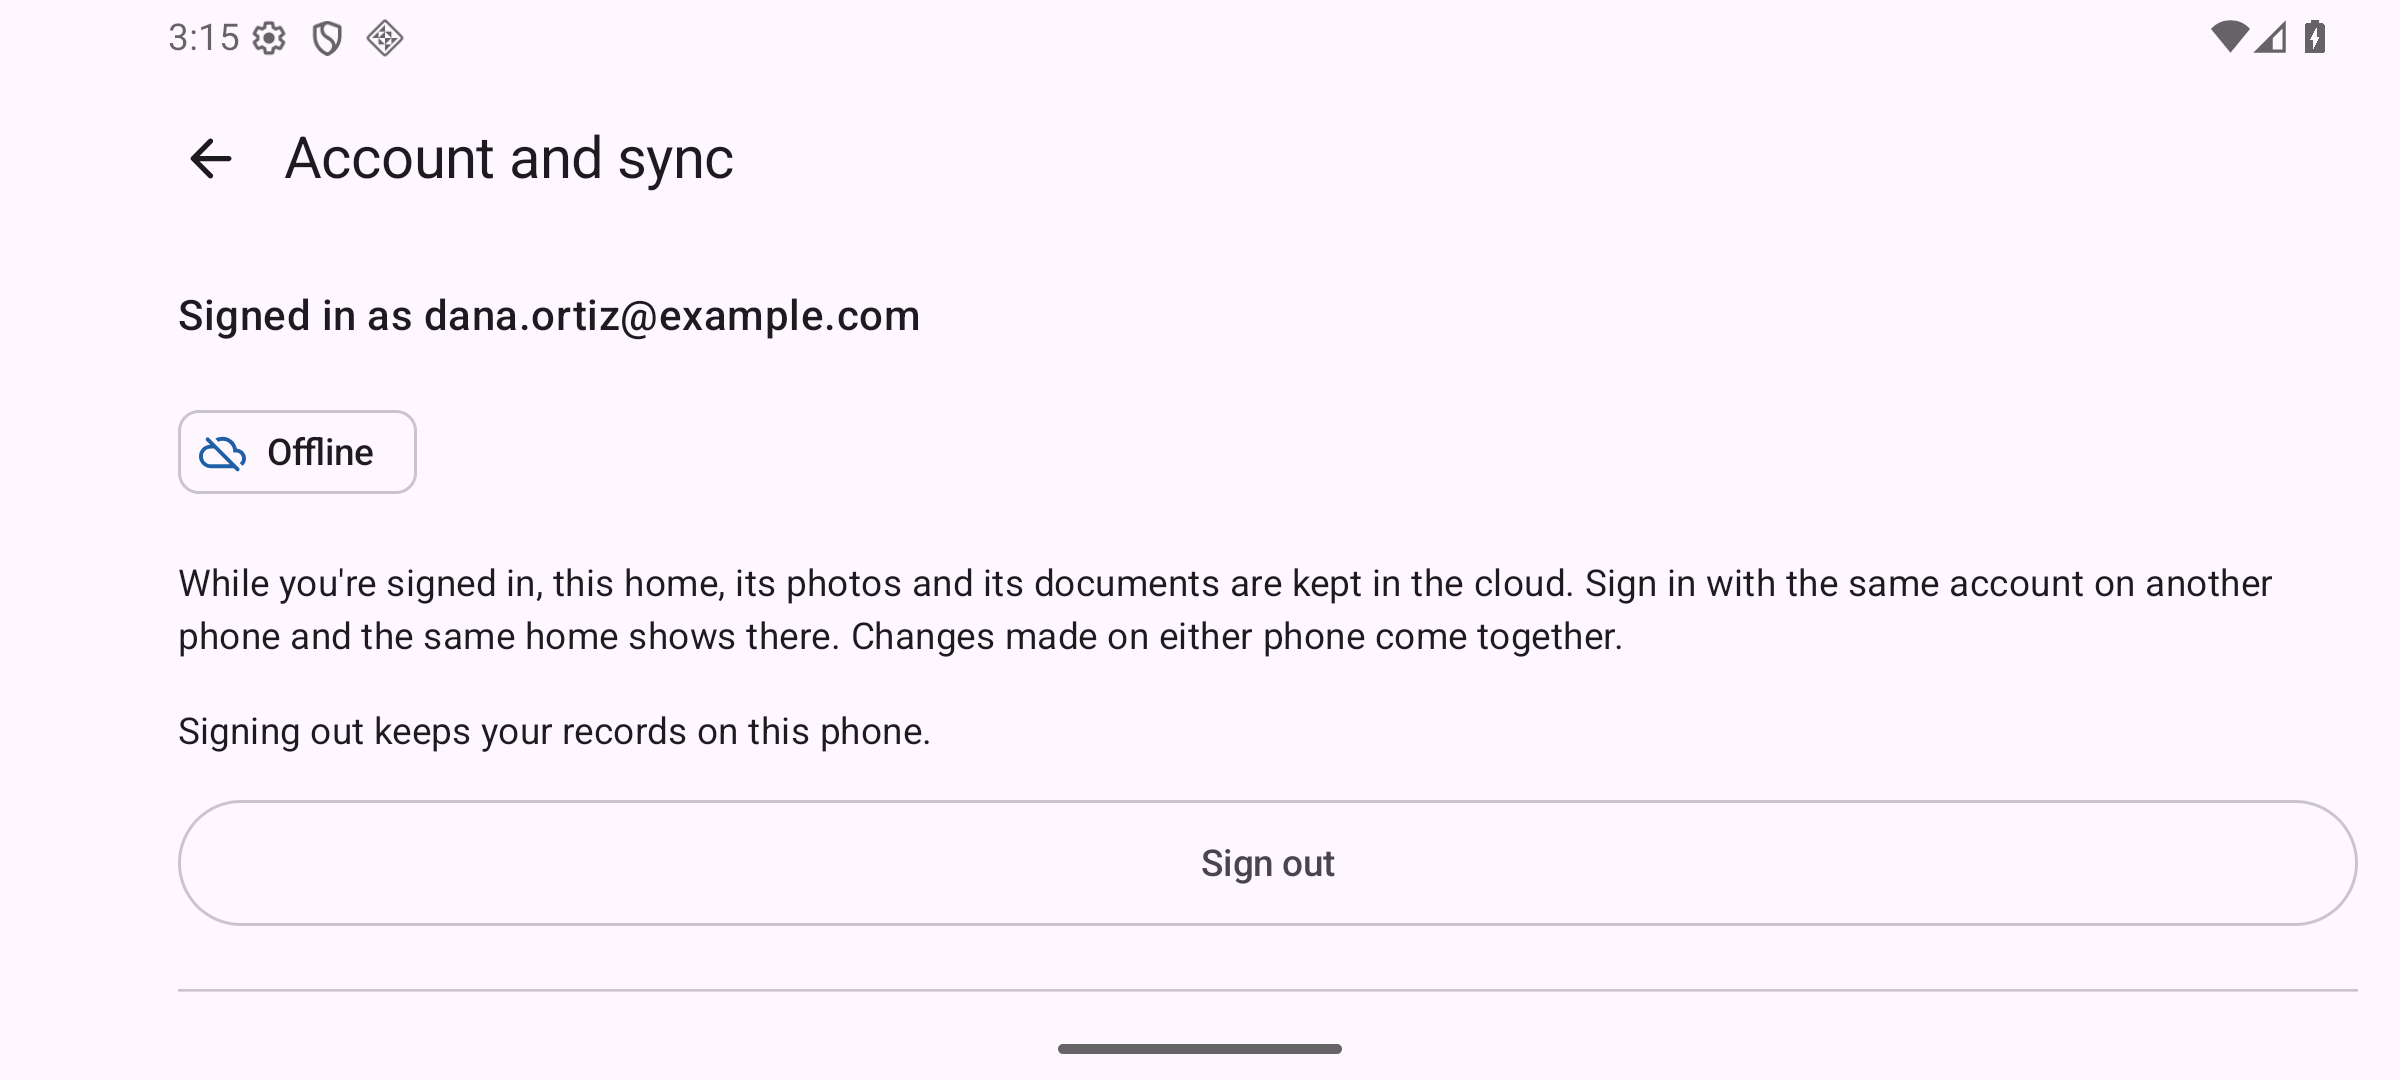 3:15
Account and sync
Signed in as dana.ortiz@example.com
Offline
While you're signed in, this home, its photos and its documents are kept in the cloud. Sign in with the same account on another
phone and the same home shows there. Changes made on either phone come together.
Signing out keeps your records on this phone.
Sign out